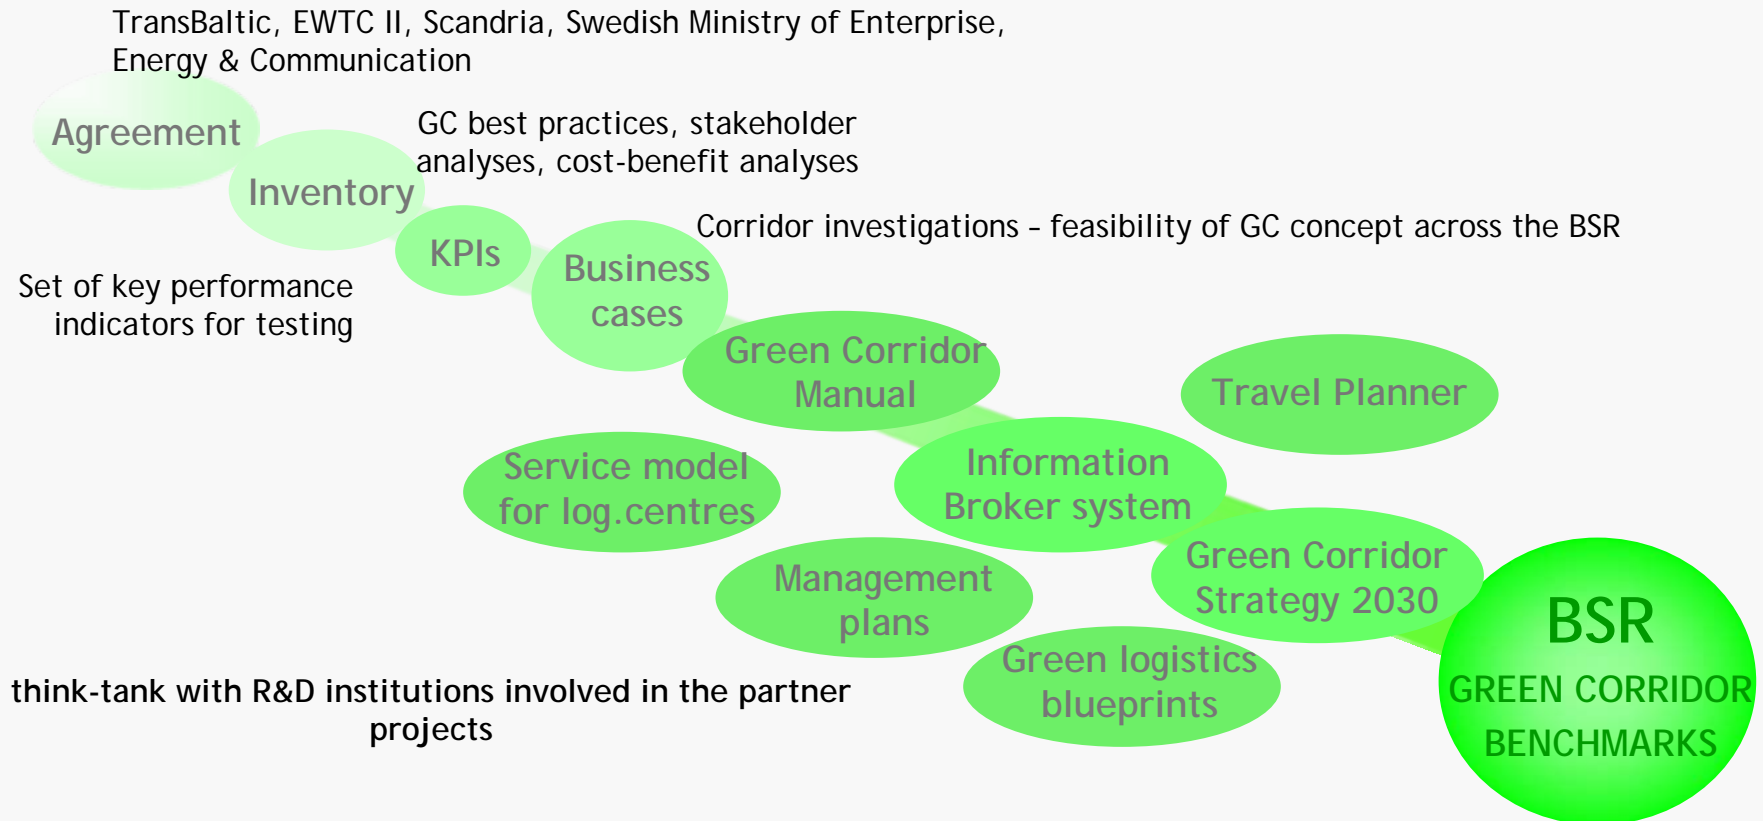 TransBaltic, EWTC II, Scandria, Swedish Ministry of Enterprise,
Energy & Communication
Agreement
GC best practices, stakeholder
analyses, cost-benefit analyses
Inventory
Corridor investigations – feasibility of GC concept across the BSR
KPIs
Business
cases
Set of key performance
indicators for testing
Green Corridor
Manual
Travel Planner
Service model
for log.centres
Information
Broker system
Green Corridor
Strategy 2030
Management
plans
Green logistics
blueprints
BSR
GREEN CORRIDOR
BENCHMARKS
think-tank with R&D institutions involved in the partner
projects